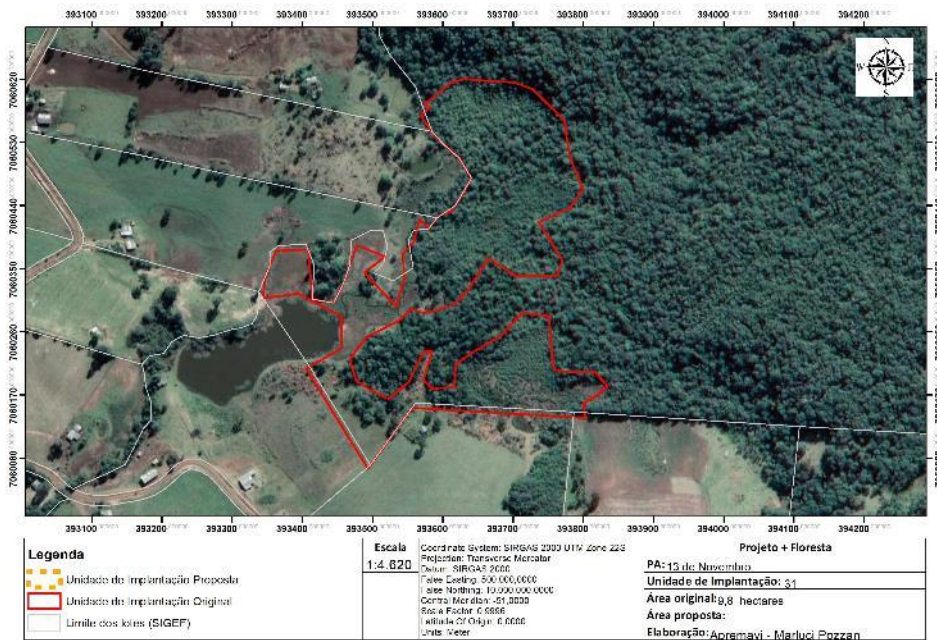 393100 393200 393300 393400 393500 393600 393700 393800 393900 394000 394100 394200
7060620
7060530
7060440
7060350
7060260
7060170
7060080
393100 393200 393300 393400 393500 393600 393700 393800 393900 394000 394100 394200
Legenda
Unidade de Implantação Proposta
Unidade de Implantação Original
Limite dos lotes (SIGEF)
Escala
1:4.620
Coordinate System: SIRGAS 2000 UTM Zone 22S
Projection: Transverse Mercator
Datum: SIRGAS 2000
False Easting: 500.000,0000
False Northing: 10.000.000,0000
Central Meridian: -51,0000
Scale Factor: 0,9996
Latitude Of Origin: 0,0000
Units: Meter
Projeto + Floresta
PA: 13 de Novembro
Unidade de Implantação: 31
Área original: 9,8 hectares
Área proposta:
Elaboração: Apremavi - Marluci Pozzan